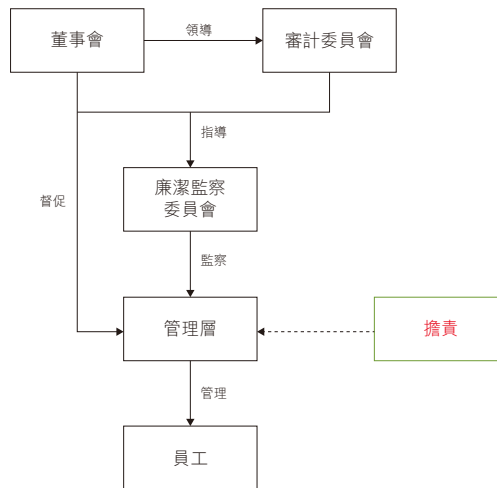 董事會
領導
審計委員會
指導
廉潔監察
委員會
督促
監察
管理層
擔責
管理
員工